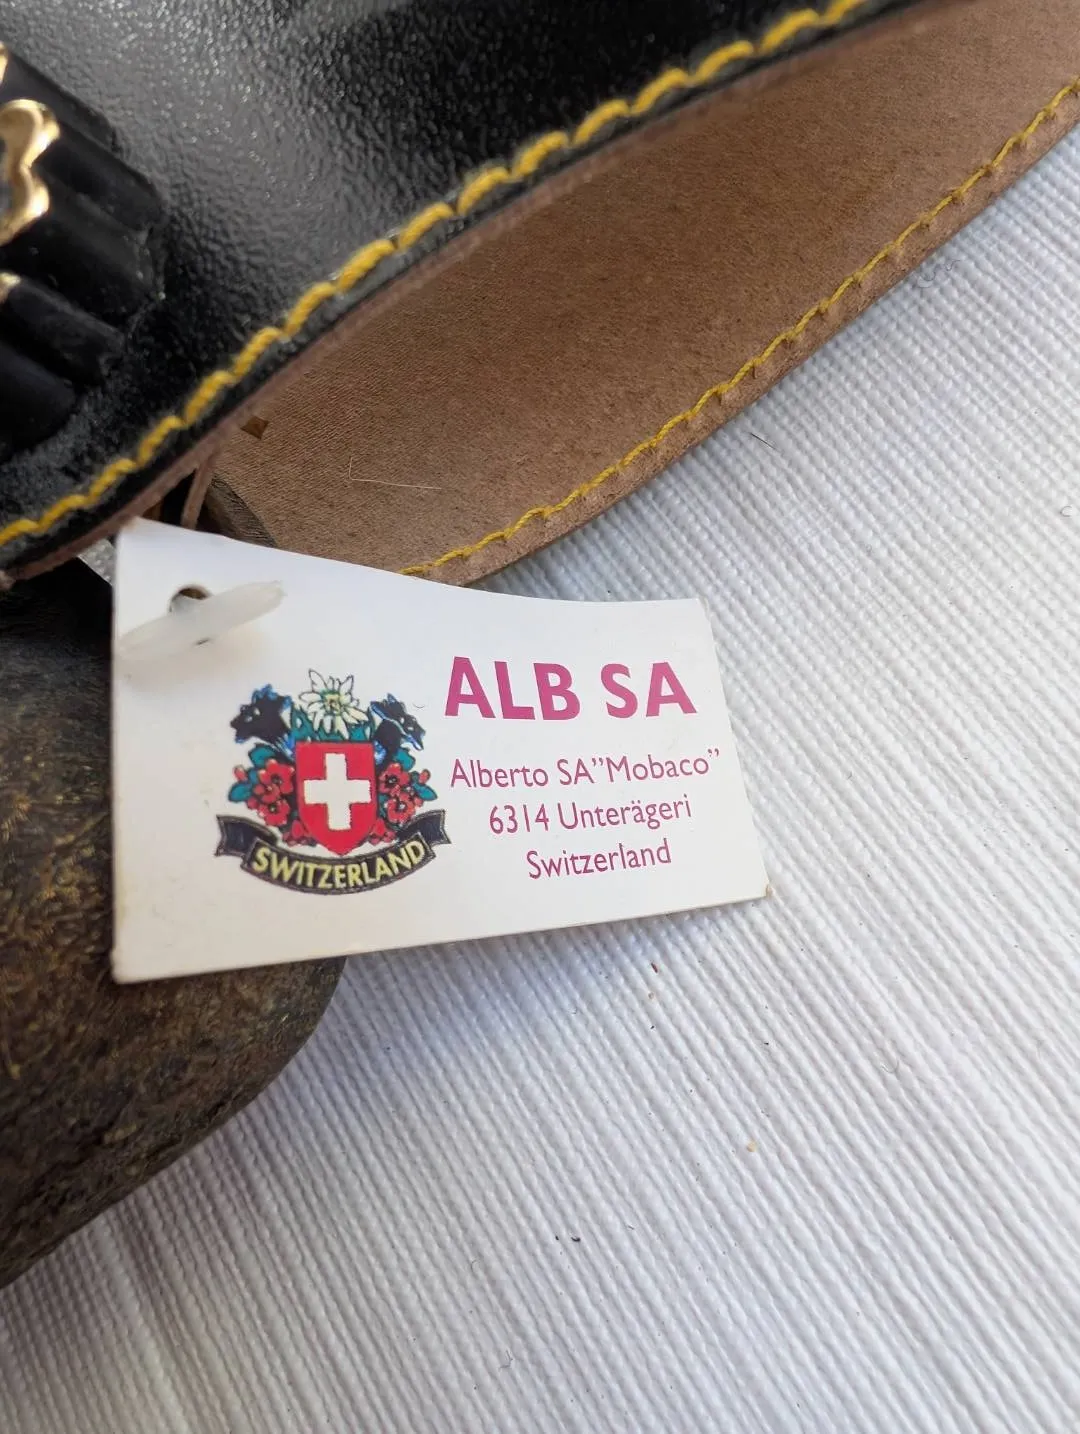 ALB SA
Alberto SA”Mobaco”
6314 Unterägeri
Switzerland
SWITZERLAND